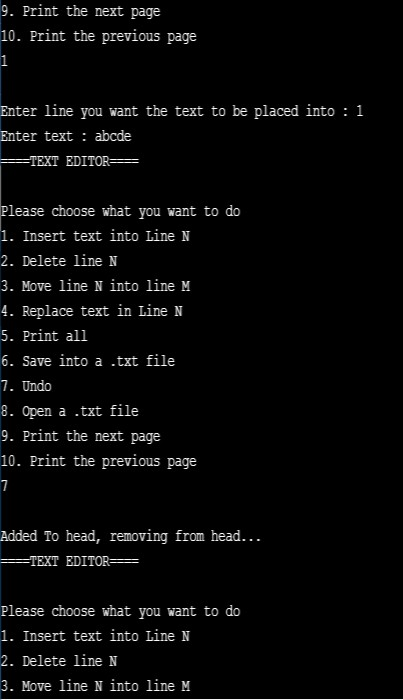 9. Print the next page
10. Print the previous page
1
Enter line you want the text to be placed into : 1
Enter text : abcde
====TEXT EDITOR====
Please choose what you want to do
1. Insert text into Line N
2. Delete line N
3. Move line N into line M
4. Replace text in Line N
5. Print all
6. Save into a .txt file
7. Undo
8. Open a .txt file
9. Print the next page
10. Print the previous page
7
Added To head, removing from head...
====TEXT EDITOR====
Please choose what you want to do
1. Insert text into Line N
2. Delete line N
3. Move line N into line M